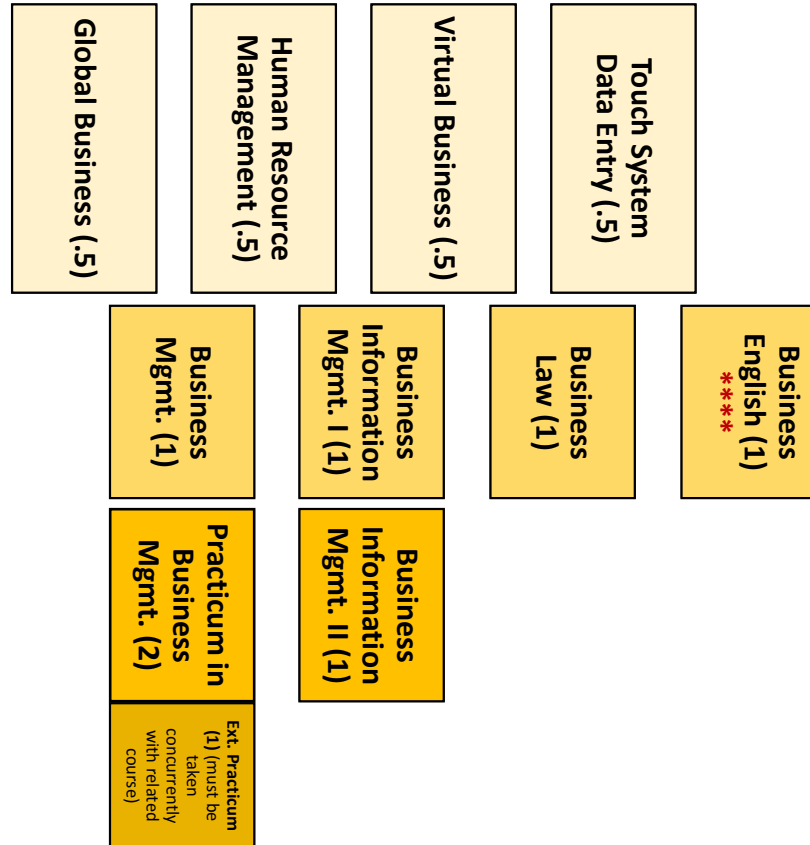 Touch System
Data Entry (.5)
Virtual Business (.5)
Human Resource
Management (.5)
Global Business (.5)
Business
English (1)
****
Business
Law (1)
Business
Information
Mgmt. I (1)
Business
Mgmt. (1)
Business
Information
Mgmt. II (1)
Practicum in
Business
Mgmt. (2)
Ext. Practicum
(1) (must be
taken
concurrently
with related
course)